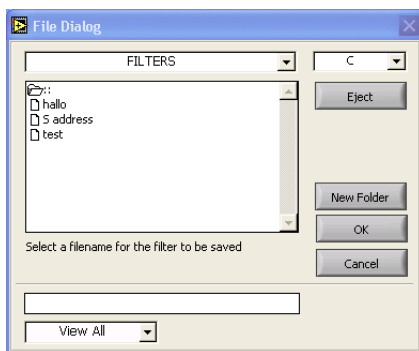 File Dialog
FILTERS
C
::
hallo
S address
test
Eject
New Folder
OK
Cancel
Select a filename for the filter to be saved
View All